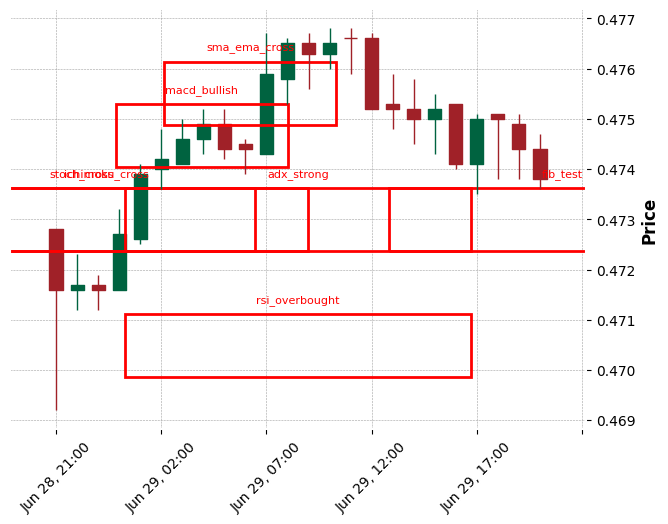 0.477
sma_ema_cross
0.476
macd_bullish
0.475
0.474
stoch_cross
ichimoku_cross
adx_strong
fib_test
0.473
Price
0.472
rsi_overbought
0.471
0.470
0.469
Jun 28, 21:00
Jun 29, 02:00
Jun 29, 07:00
Jun 29, 12:00
Jun 29, 17:00